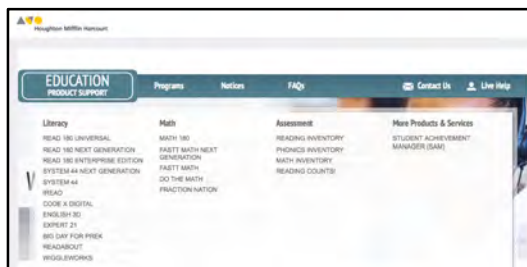 Houghton Mifflin Harcourt
EDUCATION
PRODUCT SUPPORT
Programs
Notices
FAQs
Contact Us
Live Help
Literacy
READ 180 UNIVERSAL
READ 180 NEXT GENERATION
READ 180 ENTERPRISE EDITION
SYSTEM 44 NEXT GENERATION
SYSTEM 44
IREAD
CODE X DIGITAL
ENGLISH 3D
EXPERT 21
BIG DAY FOR PREK
READABOUT
WIGGLEWORKS
Math
MATH 180
FASTT MATH NEXT
GENERATION
FASTT MATH
DO THE MATH
FRACTION NATION
Assessment
READING INVENTORY
PHONICS INVENTORY
MATH INVENTORY
READING COUNTS!
More Products & Services
STUDENT ACHIEVEMENT
MANAGER (SAM)